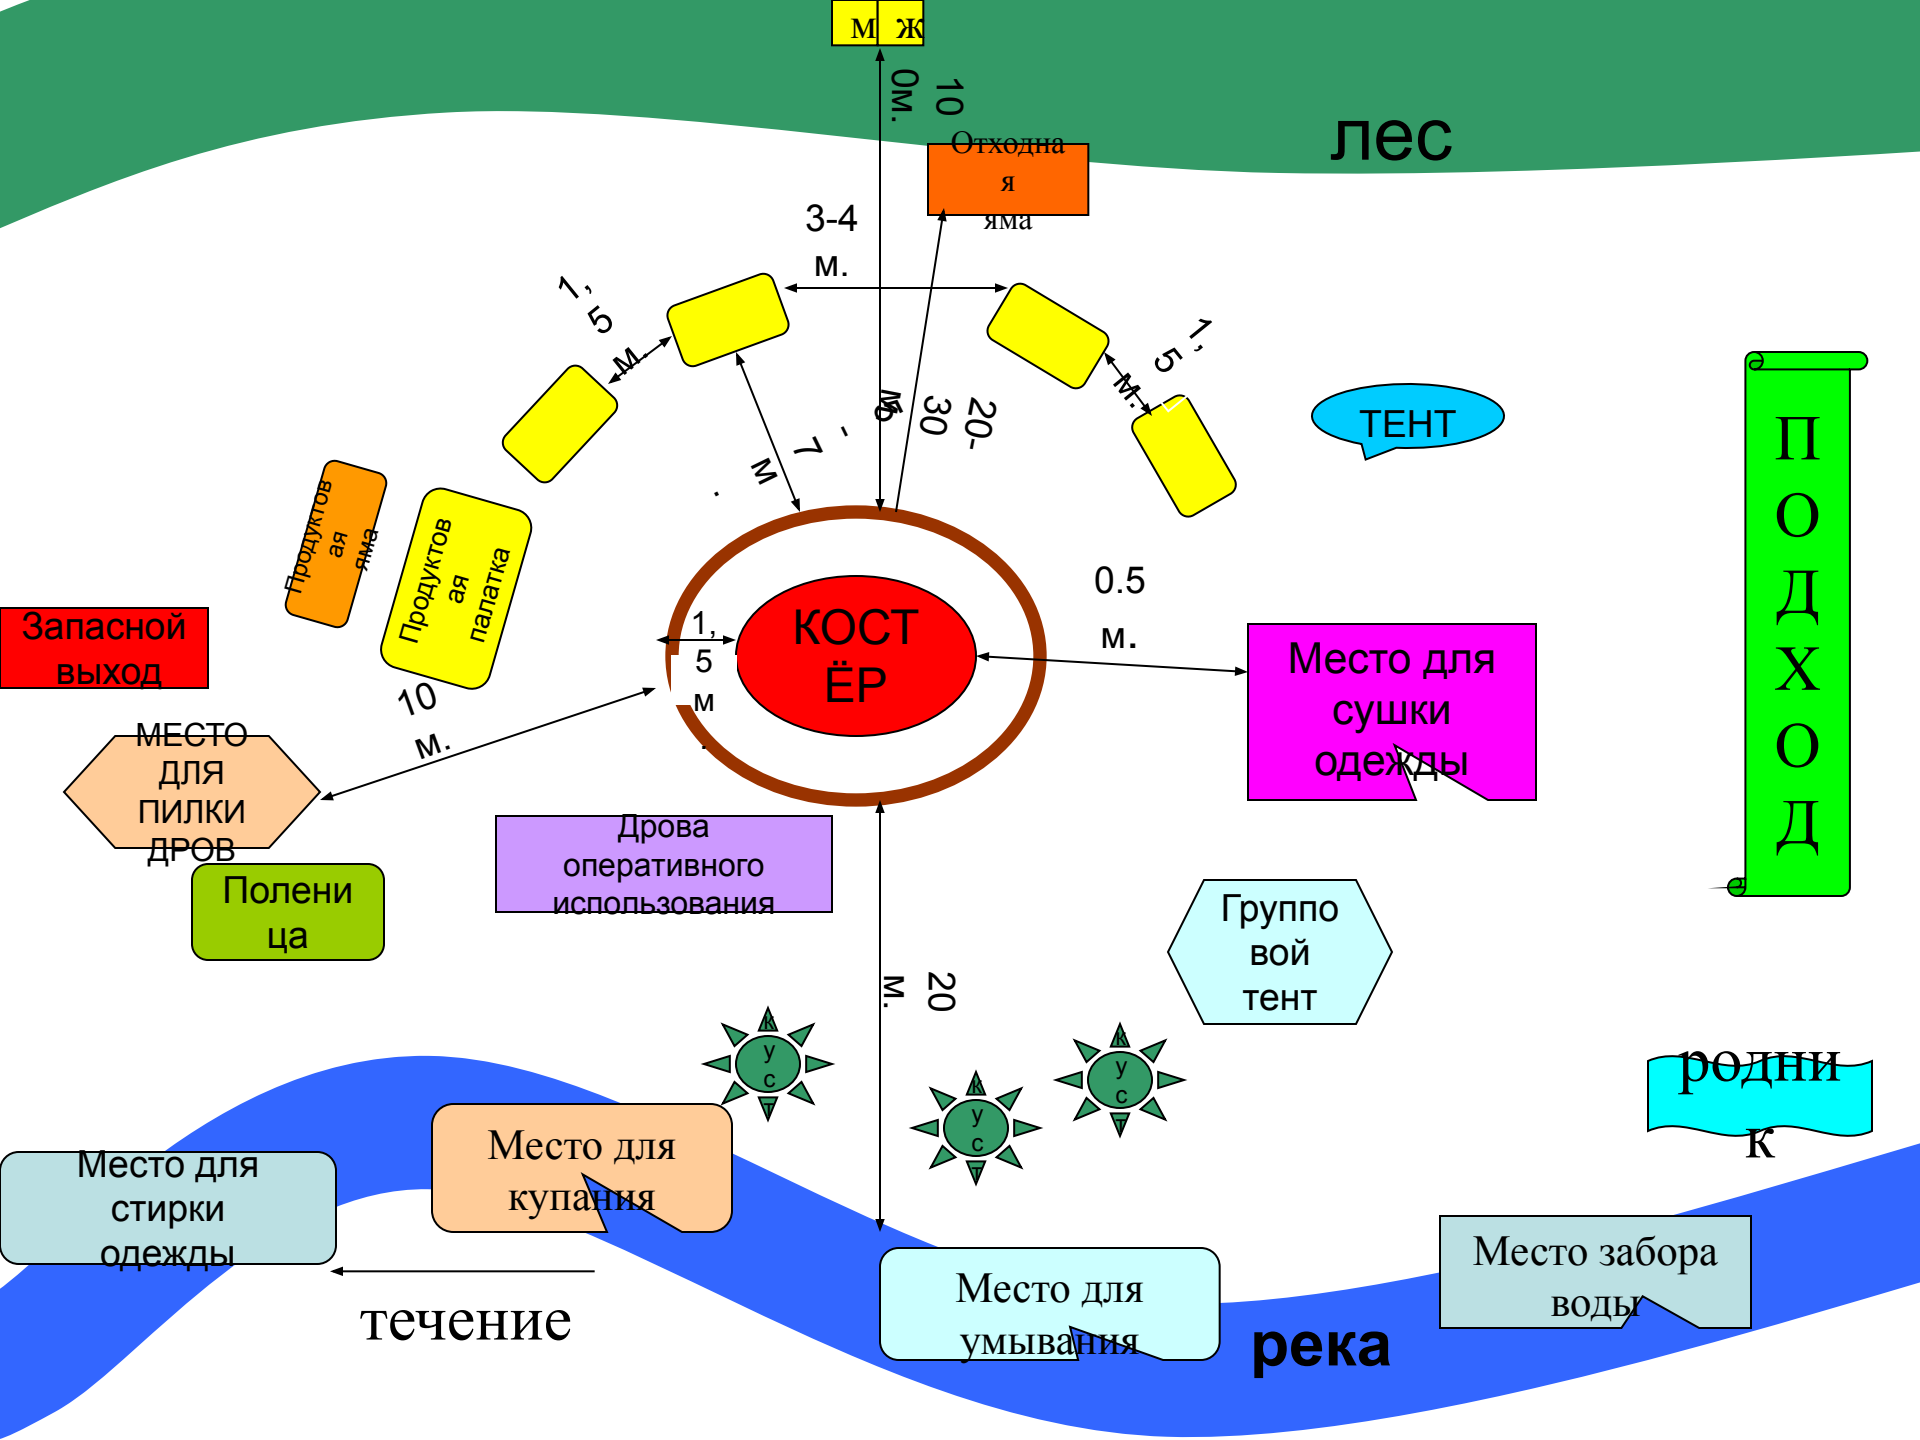 м ж
10
0м.
лес
Отходна
я
яма
3-4
м.
1,
5
м.
1,
5
м.
20-
30
м
6
-
7
м
.
ТЕНТ
П
О
Д
Х
О
Д
Продуктов
ая
яма
Продуктов
ая
палатка
Запасной
выход
КОСТ
ЁР
1,
5
м
.
0.5
м.
Место для
сушки
одежды
10
м.
МЕСТО
ДЛЯ
ПИЛКИ
ДРОВ
Дрова
оперативного
использования
Полени
ца
Группо
вой
тент
20
м.
к
у
с
т
к
у
с
т
к
у
с
т
родни
к
Место для
купания
Место для
стирки
одежды
течение
Место для
умывания
река
Место забора
воды